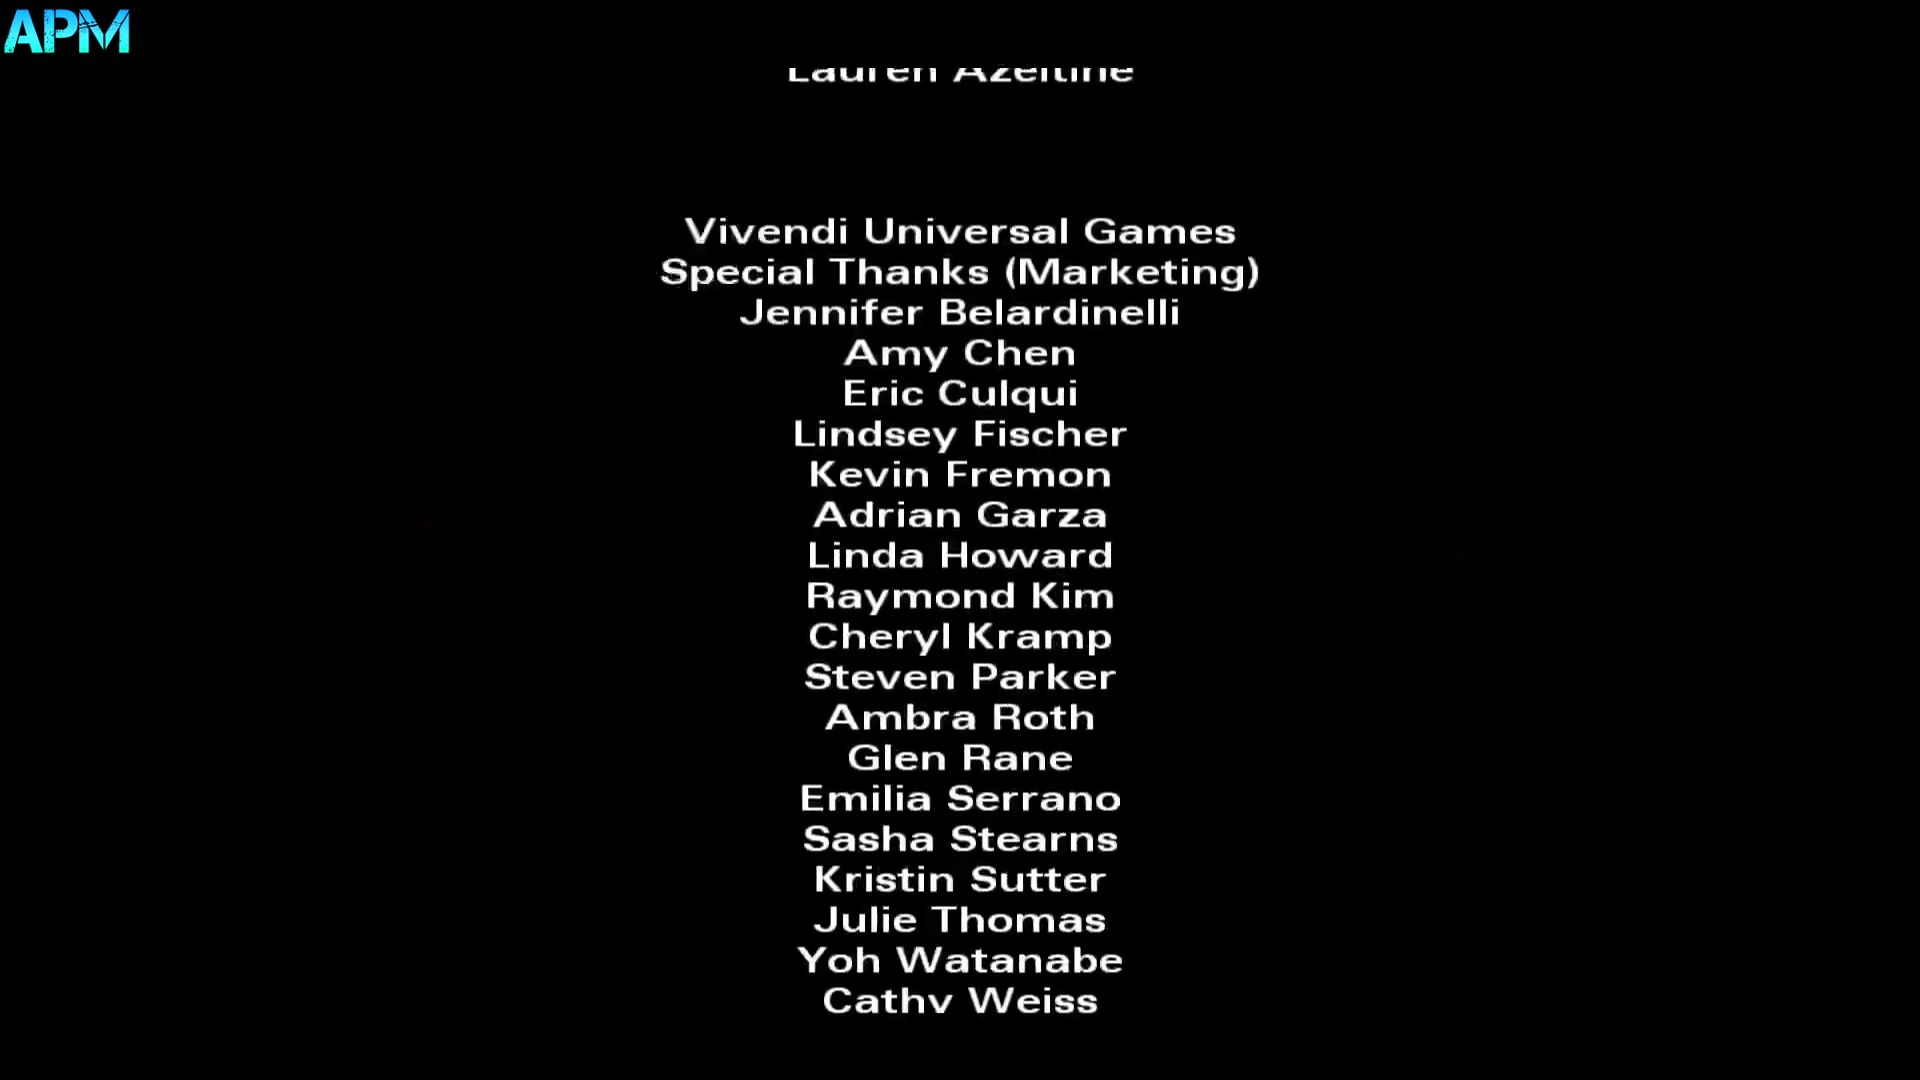 APM
Lauren Azeltine
Vivendi Universal Games
Special Thanks (Marketing)
Jennifer Belardinelli
Amy Chen
Eric Culqui
Lindsey Fischer
Kevin Fremon
Adrian Garza
Linda Howard
Raymond Kim
Cheryl Kramp
Steven Parker
Ambra Roth
Glen Rane
Emilia Serrano
Sasha Stearns
Kristin Sutter
Julie Thomas
Yoh Watanabe
Cathy Weiss